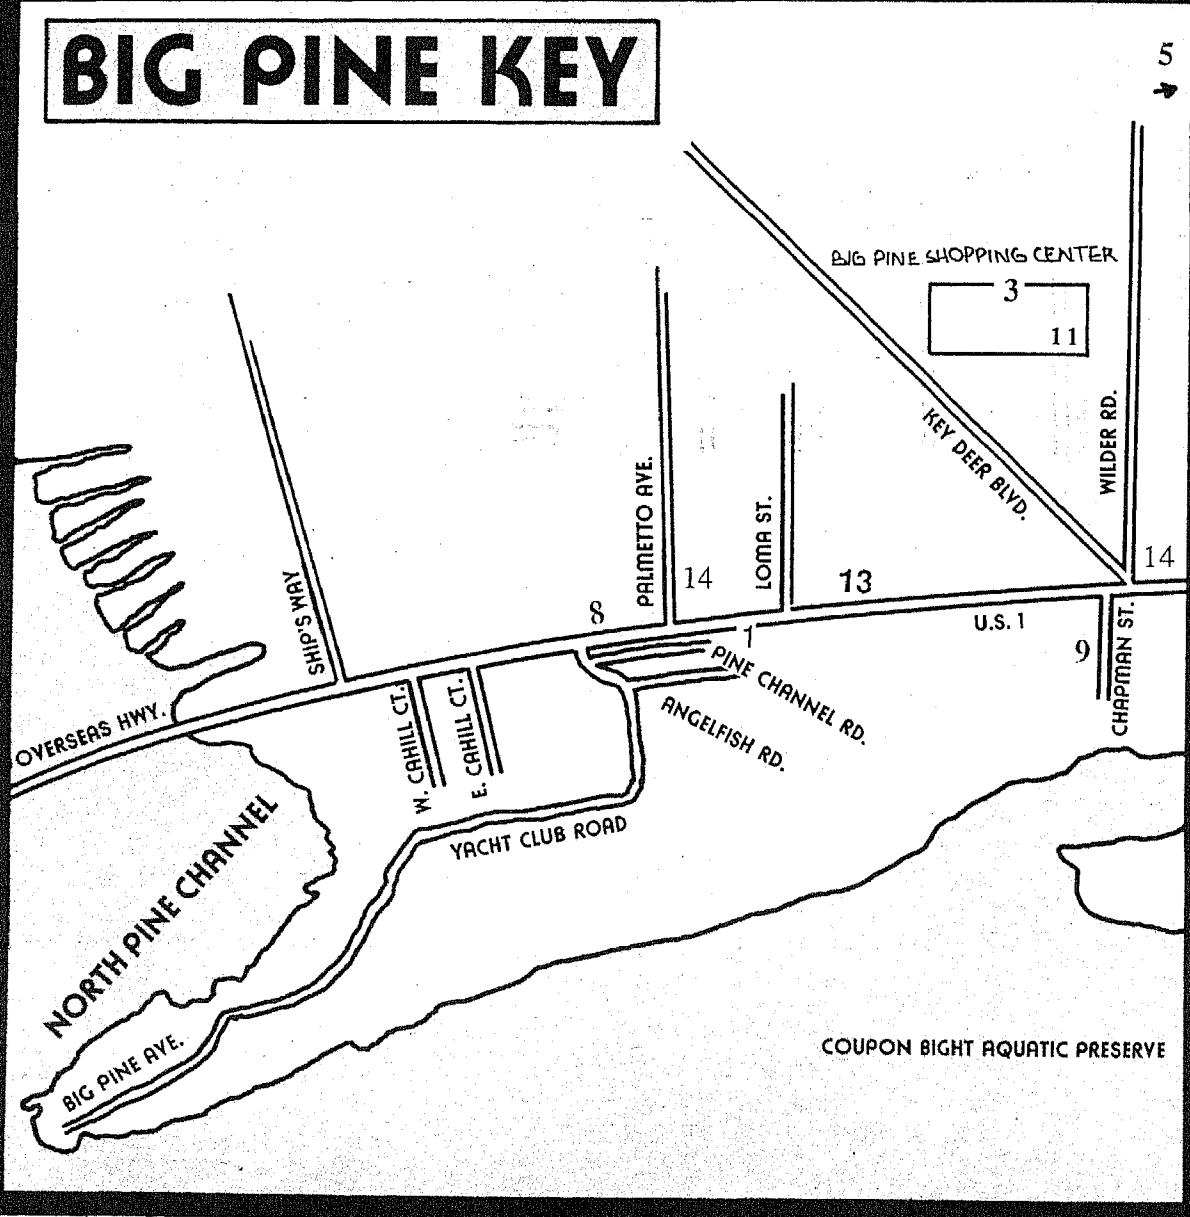 BIG PINE KEY
5
BIG PINE SHOPPING CENTER
3
11
KEY DEER BLVD.
WILDER RD.
PALMETTO AVE.
LOMA ST.
14
13
14
SHIP'S WAY
8
1
U.S. 1
9
CHAPMAN ST.
PINE CHANNEL RD.
ANGELFISH RD.
OVERSEAS HWY.
W. CAHILL CT.
E. CAHILL CT.
YACHT CLUB ROAD
NORTH PINE CHANNEL
BIG PINE AVE.
COUPON BIGHT AQUATIC PRESERVE